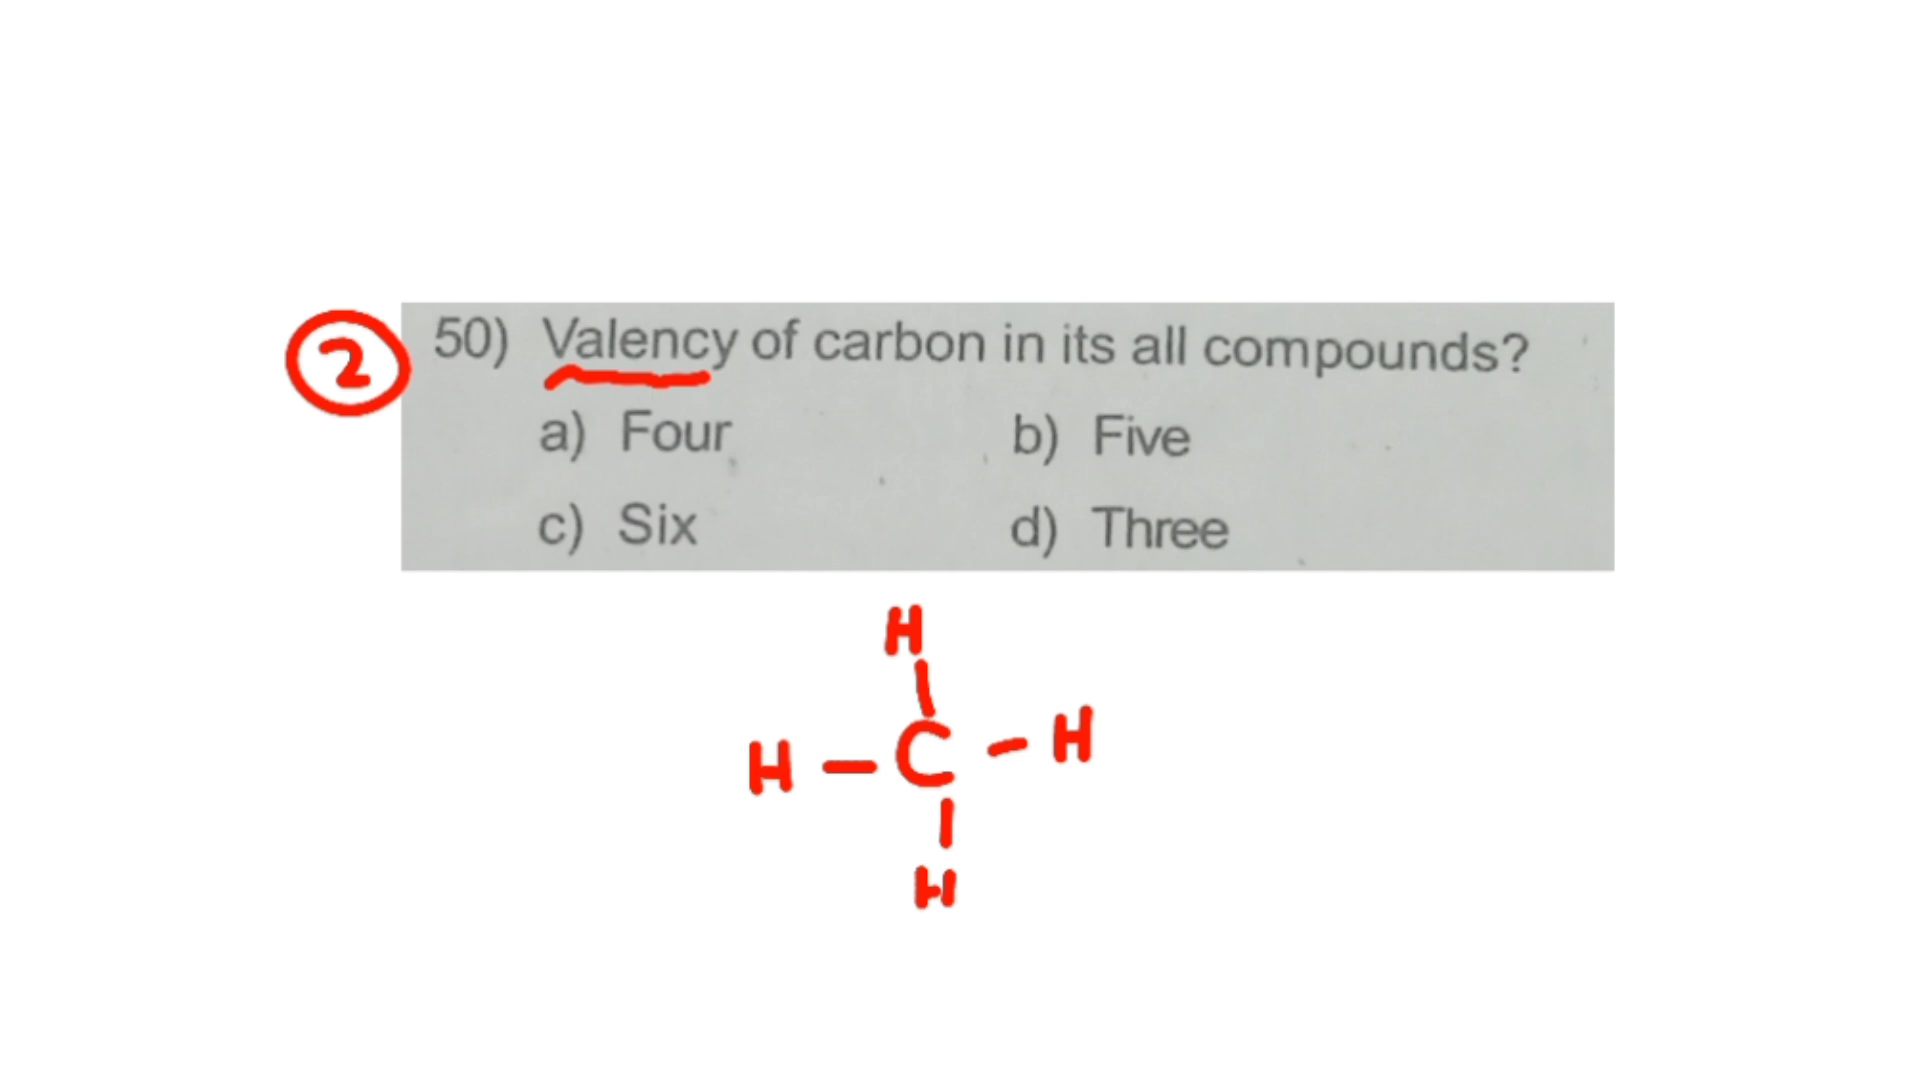 2
50) Valency of carbon in its all compounds?
a) Four b) Five
c) Six d) Three
H
H - C - H
H